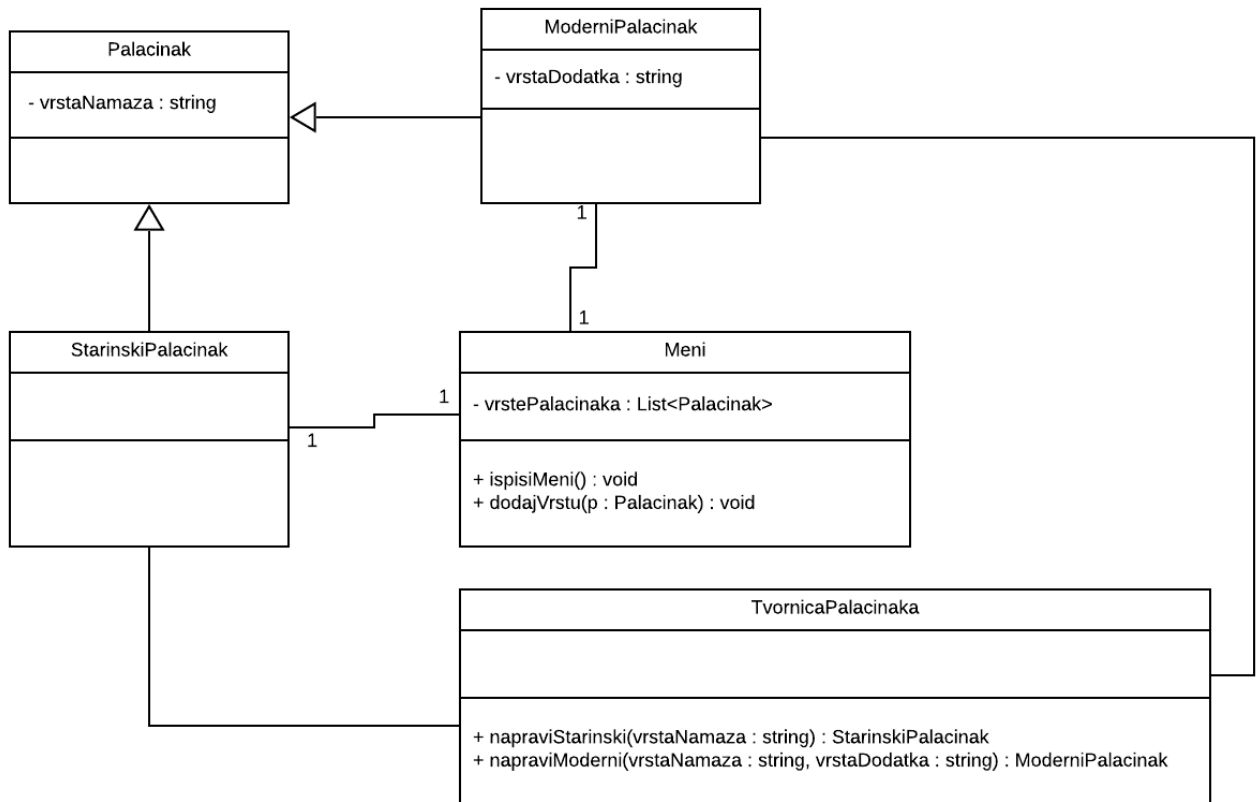 Palacinak
- vrstaNamaza : string
ModerniPalacinak
- vrstaDodatka : string
1
1
StarinskiPalacinak
1
1
Meni
- vrstePalacinaka : List<Palacinak>
+ ispisiMeni() : void
+ dodajVrstu(p : Palacinak) : void
TvornicaPalacinaka
+ napraviStarinski(vrstaNamaza : string) : StarinskiPalacinak
+ napraviModerni(vrstaNamaza : string, vrstaDodatka : string) : ModerniPalacinak